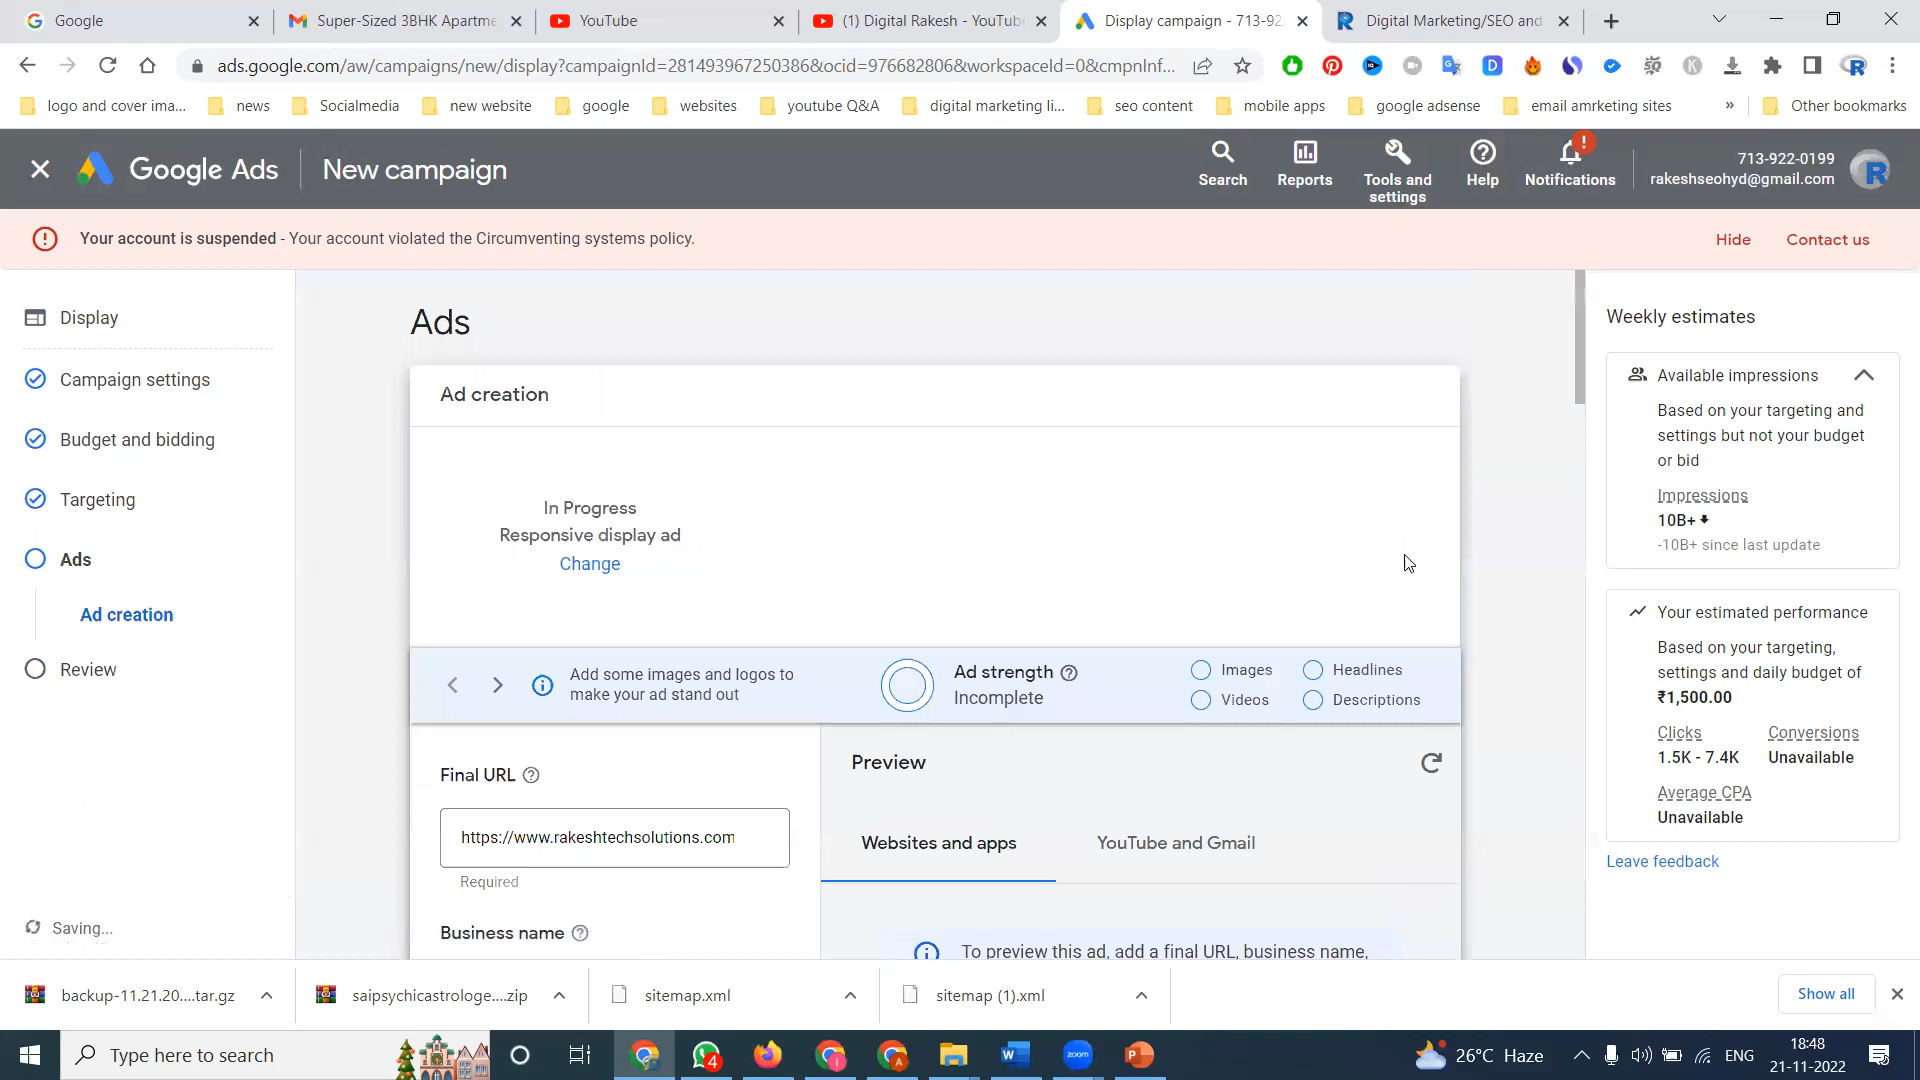 Google
Super-Sized 3BHK Apartme
YouTube
(1) Digital Rakesh - YouTub
Display campaign - 713-92
Digital Marketing/SEO and
ads.google.com/aw/campaigns/new/display?campaignId=281493967250386&ocid=976682806&workspaceId=0&cmpnInf...
logo and cover ima...
news
Socialmedia
new website
google
websites
youtube Q&A
digital marketing li...
seo content
mobile apps
google adsense
email amrketing sites
»
Other bookmarks
Google Ads
New campaign
Search
Reports
Tools and
settings
Help
Notifications
713-922-0199
rakeshseohyd@gmail.com
Your account is suspended - Your account violated the Circumventing systems policy.
Hide
Contact us
Display
Campaign settings
Budget and bidding
Targeting
Ads
Ad creation
Review
Saving...
Ads
Ad creation
In Progress
Responsive display ad
Change
Add some images and logos to
make your ad stand out
Ad strength
Incomplete
Images
Headlines
Videos
Descriptions
Final URL
https://www.rakeshtechsolutions.com
Required
Business name
Preview
Websites and apps
YouTube and Gmail
To preview this ad, add a final URL, business name,
Weekly estimates
Available impressions
Based on your targeting and
settings but not your budget
or bid
Impressions
10B+
-10B+ since last update
Your estimated performance
Based on your targeting,
settings and daily budget of
₹1,500.00
Clicks
Conversions
1.5K - 7.4K
Unavailable
Average CPA
Unavailable
Leave feedback
backup-11.21.20....tar.gz
saipsychicastrologe....zip
sitemap.xml
sitemap (1).xml
Show all
Type here to search
4
zoom
26°C Haze
ENG
18:48
21-11-2022